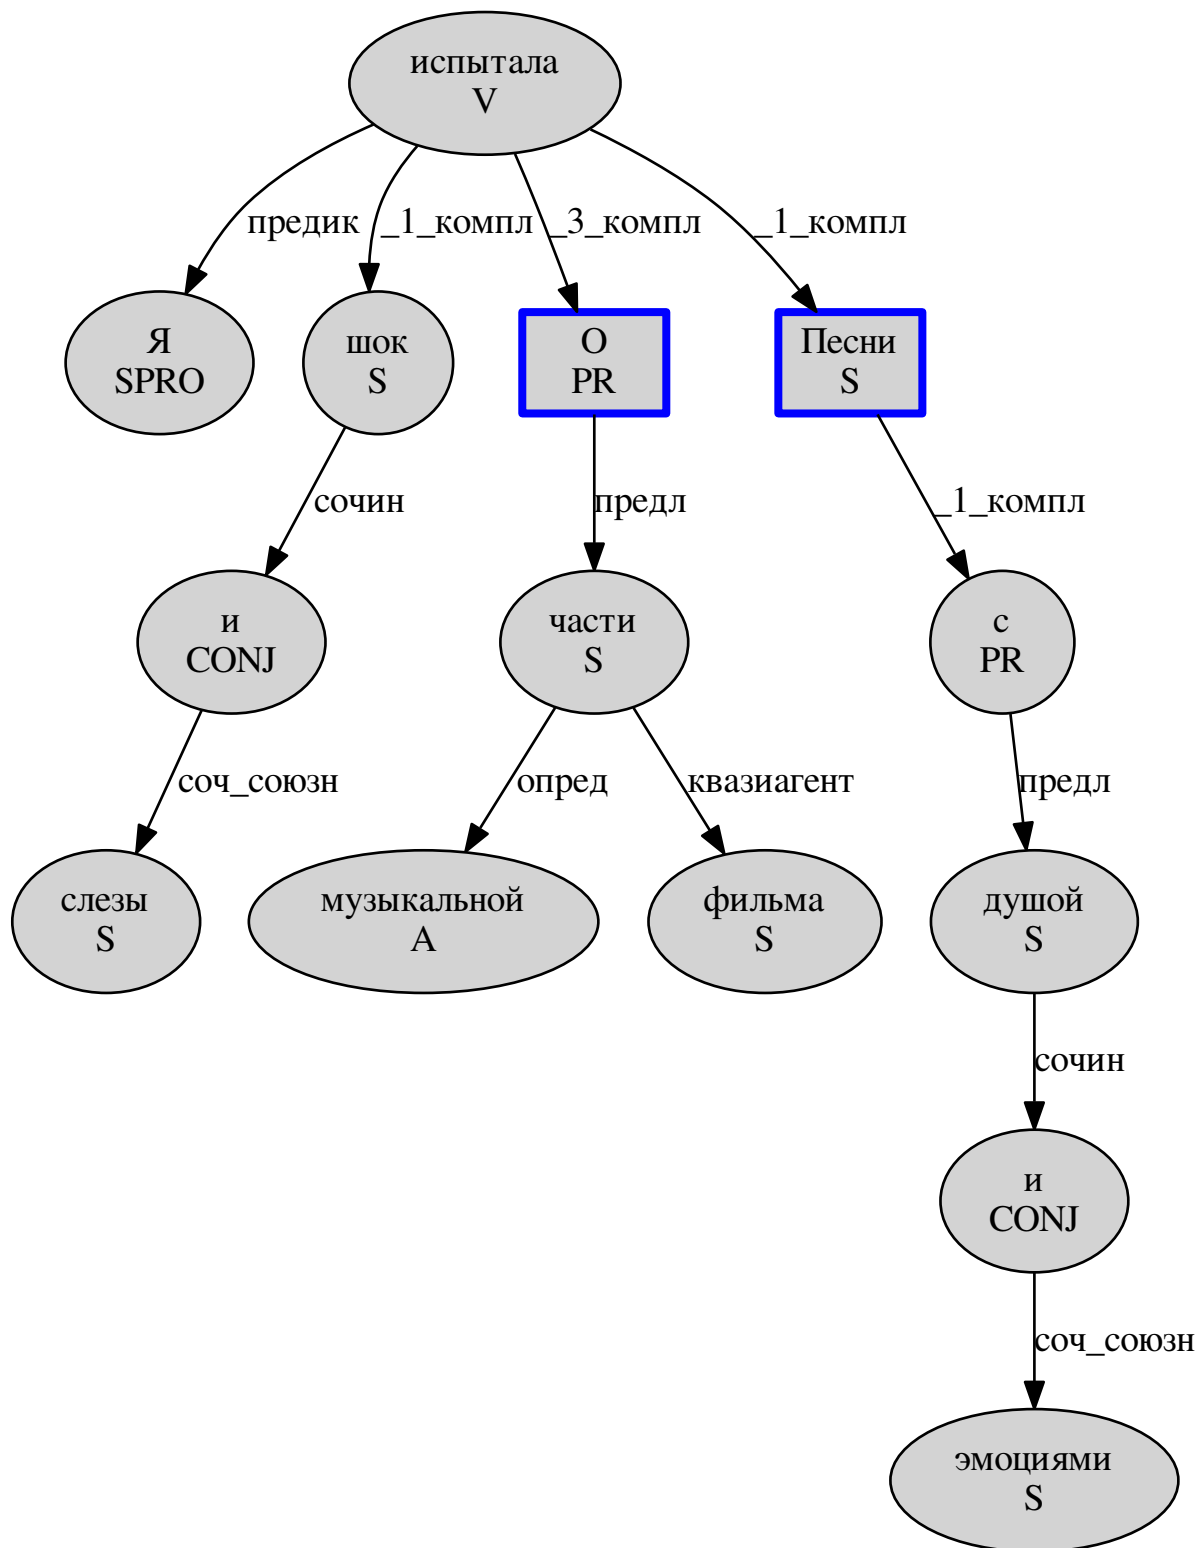 испытала
V
предик
_1_компл
_3_компл
_1_компл
Я
SPRO
шок
S
О
PR
Песни
S
сочин
предл
_1_компл
и
CONJ
части
S
с
PR
соч_союзн
опред
квазиагент
предл
слезы
S
музыкальной
A
фильма
S
душой
S
сочин
и
CONJ
соч_союзн
эмоциями
S